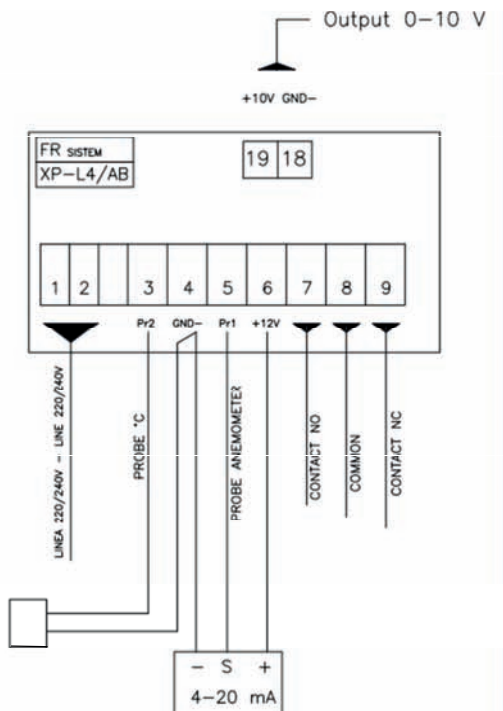 Output 0-10 V
+10V GND-
FR SISTEM
XP-L4/AB
19 18
1 2 3 4 5 6 7 8 9
Pr2 GND- Pr1 +12V
LINEA 220/240V - LINE 220/240V
PROBE °C
PROBE ANEMOMETER
CONTACT NO
COMMON
CONTACT NC
- S +
4-20 mA